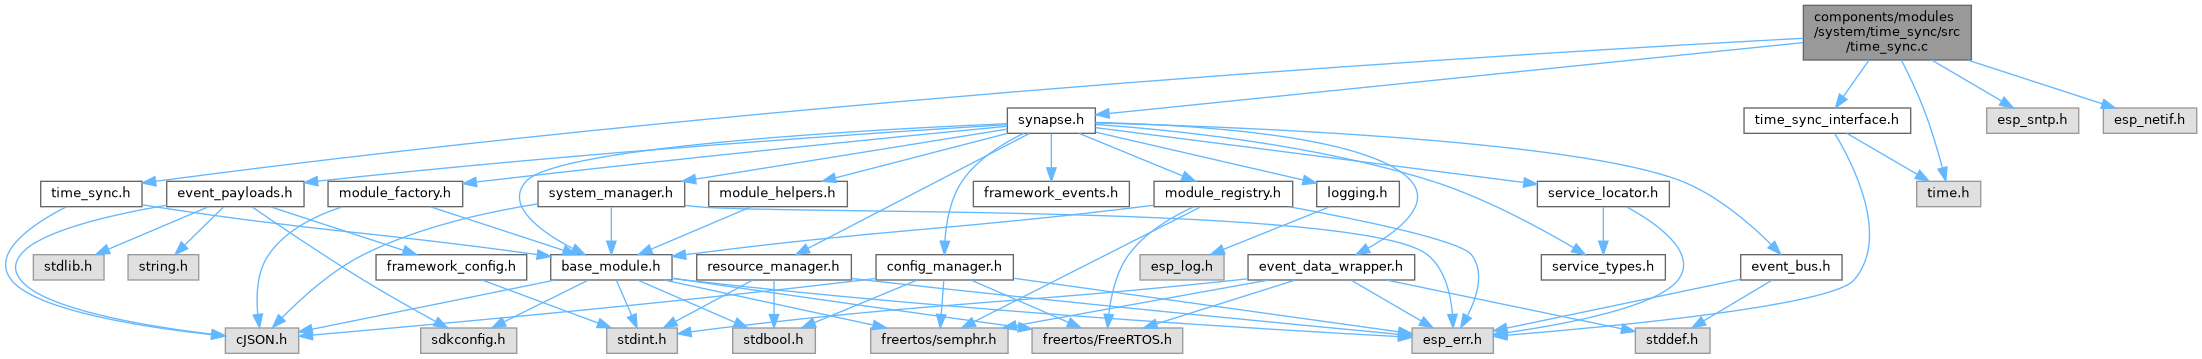 components/modules
/system/time_sync/src
/time_sync.c
synapse.h
time_sync_interface.h
esp_sntp.h
esp_netif.h
time_sync.h
event_payloads.h
module_factory.h
system_manager.h
module_helpers.h
framework_events.h
module_registry.h
logging.h
service_locator.h
time.h
stdlib.h
string.h
framework_config.h
base_module.h
resource_manager.h
config_manager.h
esp_log.h
event_data_wrapper.h
service_types.h
event_bus.h
cJSON.h
sdkconfig.h
stdint.h
stdbool.h
freertos/semphr.h
freertos/FreeRTOS.h
esp_err.h
stddef.h